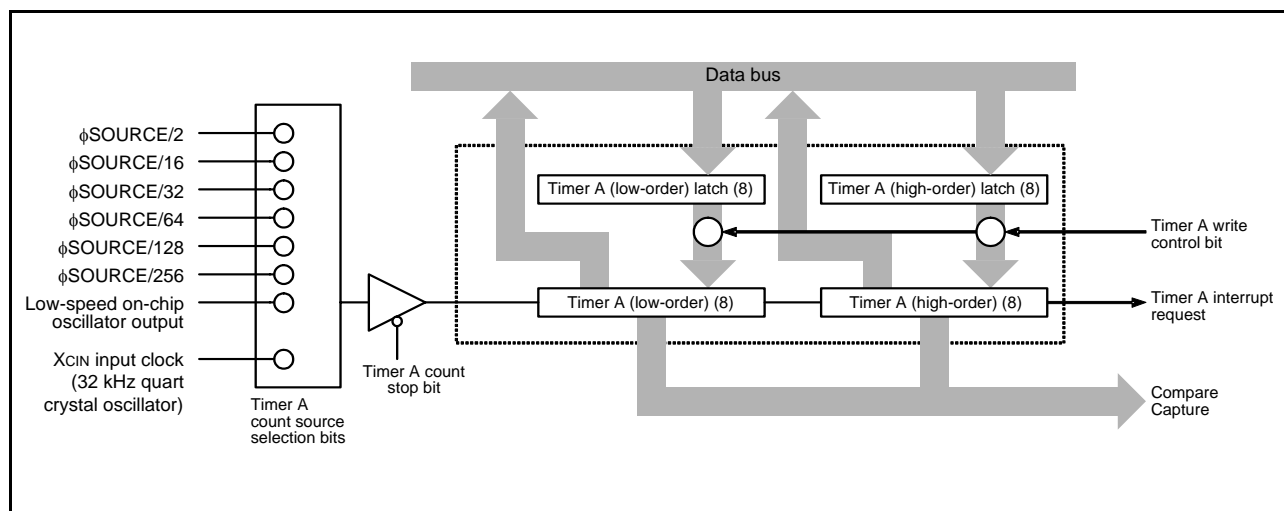 Data bus
ϕSOURCE/2
ϕSOURCE/16
ϕSOURCE/32
ϕSOURCE/64
ϕSOURCE/128
ϕSOURCE/256
Low-speed on-chip
oscillator output
XCIN input clock
(32 kHz quart
crystal oscillator)
Timer A
count source
selection bits
Timer A count
stop bit
Timer A (low-order) latch (8)
Timer A (high-order) latch (8)
Timer A (low-order) (8)
Timer A (high-order) (8)
Timer A write
control bit
Timer A interrupt
request
Compare
Capture